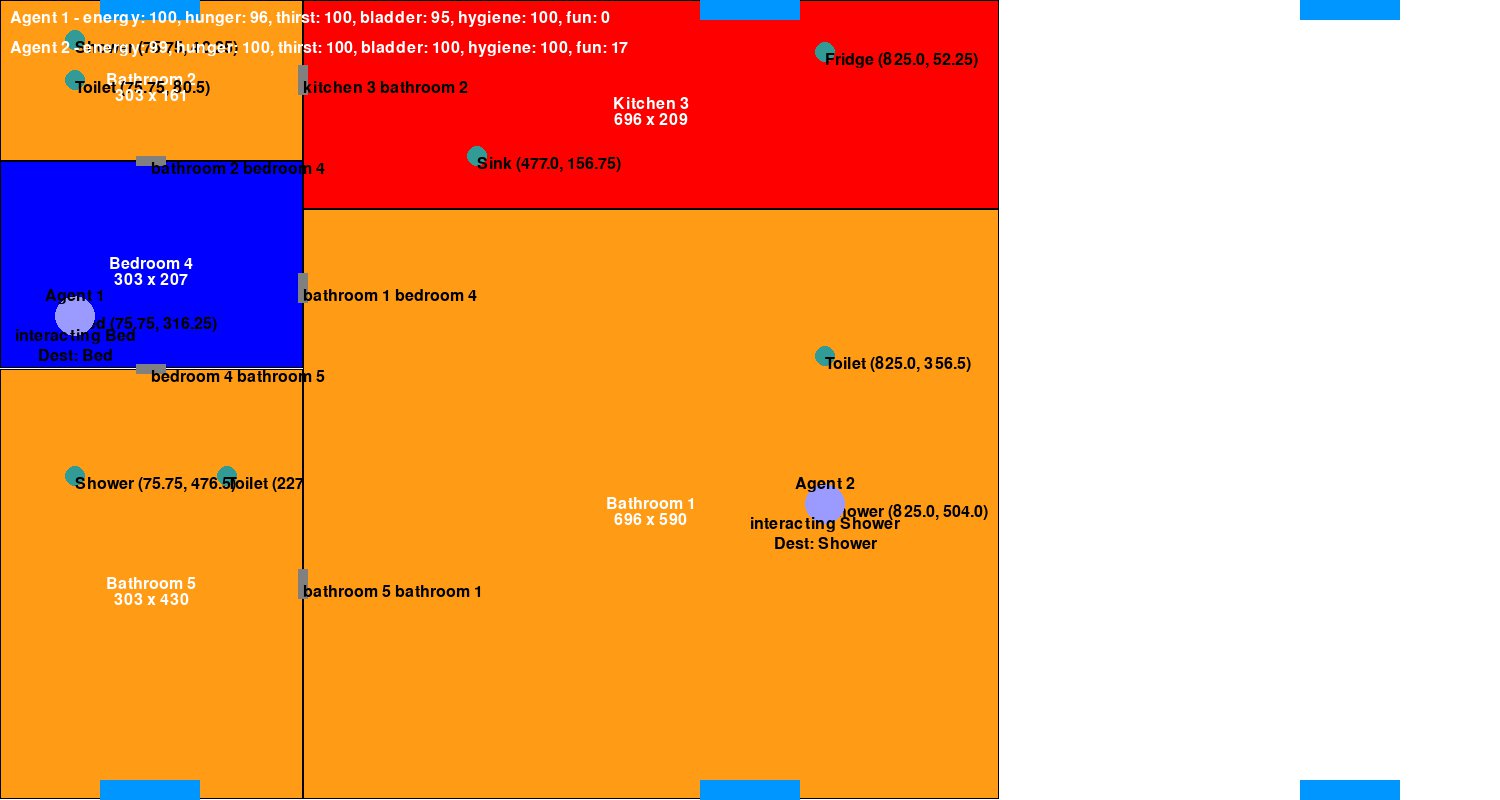 Agent 1 - energy: 100, hunger: 96, thirst: 100, bladder: 95, hygiene: 100, fun: 0
Agent 2 - energy: 99, hunger: 100, thirst: 100, bladder: 100, hygiene: 100, fun: 17
Shower (75.75,
Fridge (825.0, 52.25)
Bathroom 2
303 x 161
Toilet (75.75, 80.5)
kitchen 3 bathroom 2
Kitchen 3
696 x 209
Sink (477.0, 156.75)
bathroom 2 bedroom 4
Bedroom 4
303 x 207
Agent 1
(75.75, 316.25)
interacting Bed
Dest: Bed
bathroom 1 bedroom 4
Toilet (825.0, 356.5)
bedroom 4 bathroom 5
Shower (75.75, 476.5)
Toilet (227
Agent 2
(825.0, 504.0)
interacting Shower
Dest: Shower
Bathroom 1
696 x 590
Bathroom 5
303 x 430
bathroom 5 bathroom 1